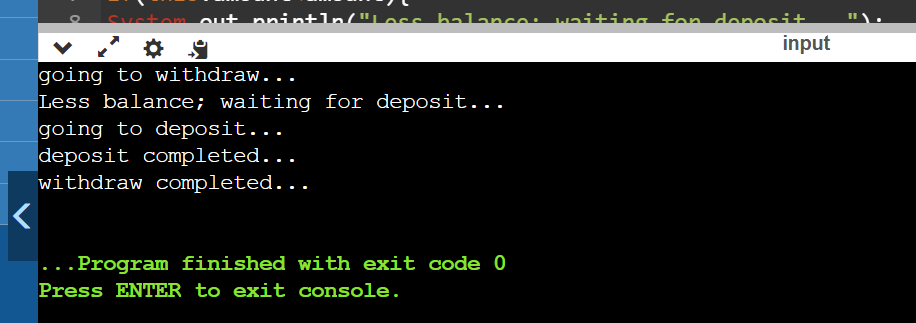 8 System.out.println("Less balance; waiting for deposit...");
input
going to withdraw...
Less balance; waiting for deposit...
going to deposit...
deposit completed...
withdraw completed...
...Program finished with exit code 0
Press ENTER to exit console.